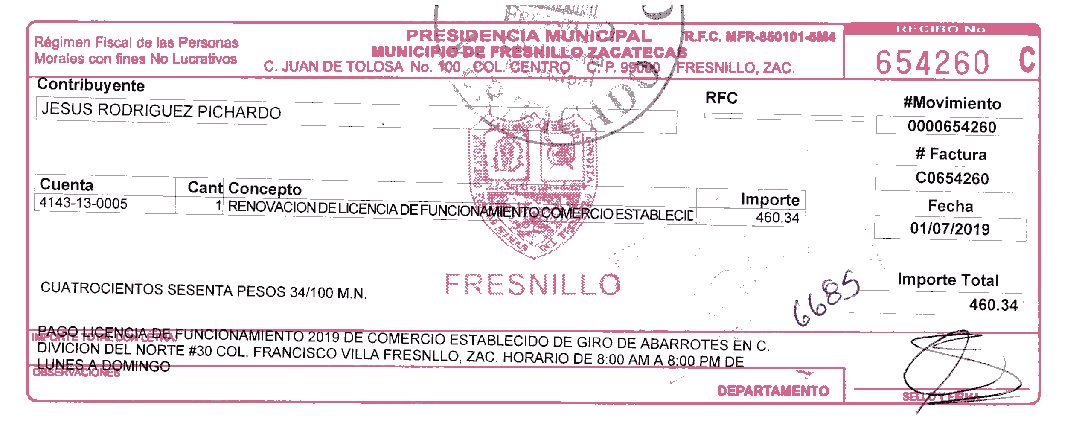 Régimen Fiscal de las Personas
Morales con fines No Lucrativos
PRESIDENCIA MUNICIPAL
MUNICIPIO DE FRESNILLO ZACATECAS
C. JUAN DE TOLOSA No. 100 COL. CENTRO C. P. 99000 FRESNILLO, ZAC.
R.F.C. MFR-850101-5M4
RECIBO No
654260 C
Contribuyente
JESUS RODRIGUEZ PICHARDO
RFC
#Movimiento
0000654260
# Factura
C0654260
Fecha
01/07/2019
Cuenta Cant Concepto Importe
4143-13-0005 1 RENOVACION DE LICENCIA DE FUNCIONAMIENTO COMERCIO ESTABLECID 460.34
FRESNILLO
Importe Total
460.34
CUATROCIENTOS SESENTA PESOS 34/100 M.N.
6685
IMPORTE TOTAL CON LETRA
PAGO LICENCIA DE FUNCIONAMIENTO 2019 DE COMERCIO ESTABLECIDO DE GIRO DE ABARROTES EN C.
DIVICION DEL NORTE #30 COL. FRANCISCO VILLA FRESNLLO, ZAC. HORARIO DE 8:00 AM A 8:00 PM DE
LUNES A DOMINGO
OBSERVACIONES
DEPARTAMENTO
SELLO Y FIRMA